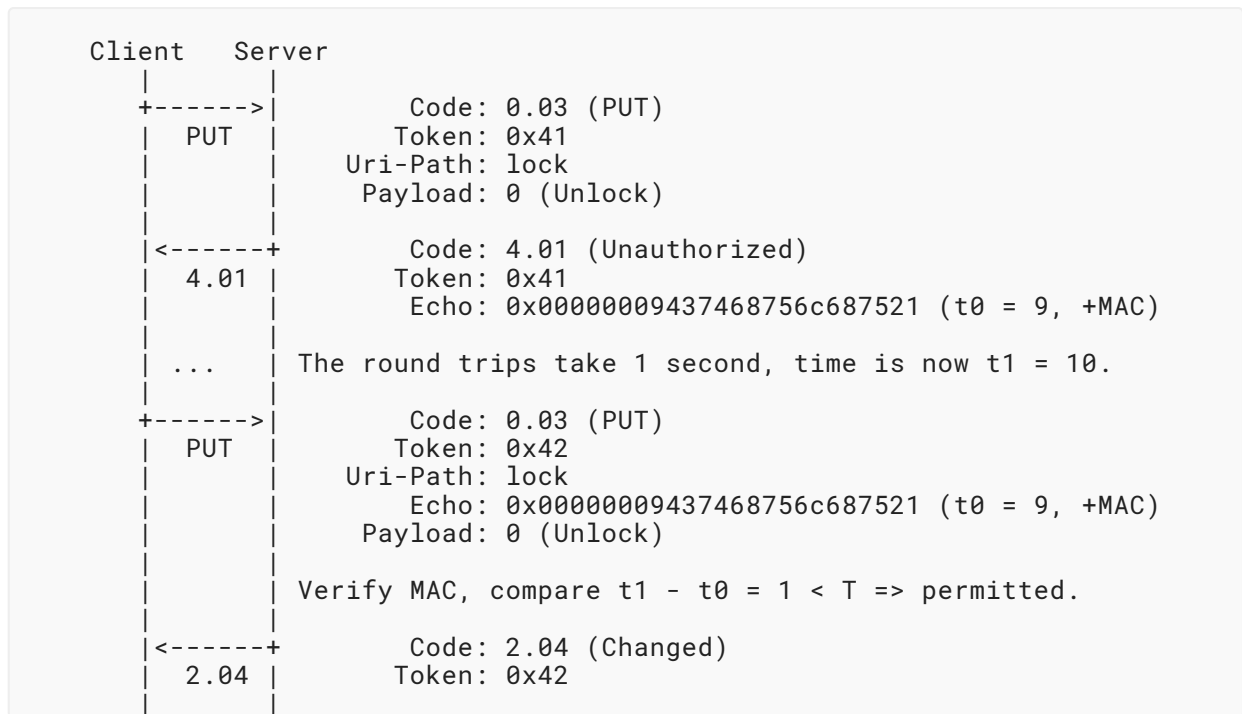 Client   Server
   |       |
   +------>|        Code: 0.03 (PUT)
   |  PUT  |       Token: 0x41
   |       |    Uri-Path: lock
   |       |     Payload: 0 (Unlock)
   |       |
   |<------+        Code: 4.01 (Unauthorized)
   |  4.01 |       Token: 0x41
   |       |        Echo: 0x00000009437468756c687521 (t0 = 9, +MAC)
   |       |
   | ...   | The round trips take 1 second, time is now t1 = 10.
   |       |
   +------>|        Code: 0.03 (PUT)
   |  PUT  |       Token: 0x42
   |       |    Uri-Path: lock
   |       |        Echo: 0x00000009437468756c687521 (t0 = 9, +MAC)
   |       |     Payload: 0 (Unlock)
   |       |
   |       | Verify MAC, compare t1 - t0 = 1 < T => permitted.
   |       |
   |<------+        Code: 2.04 (Changed)
   |  2.04 |       Token: 0x42
   |       |